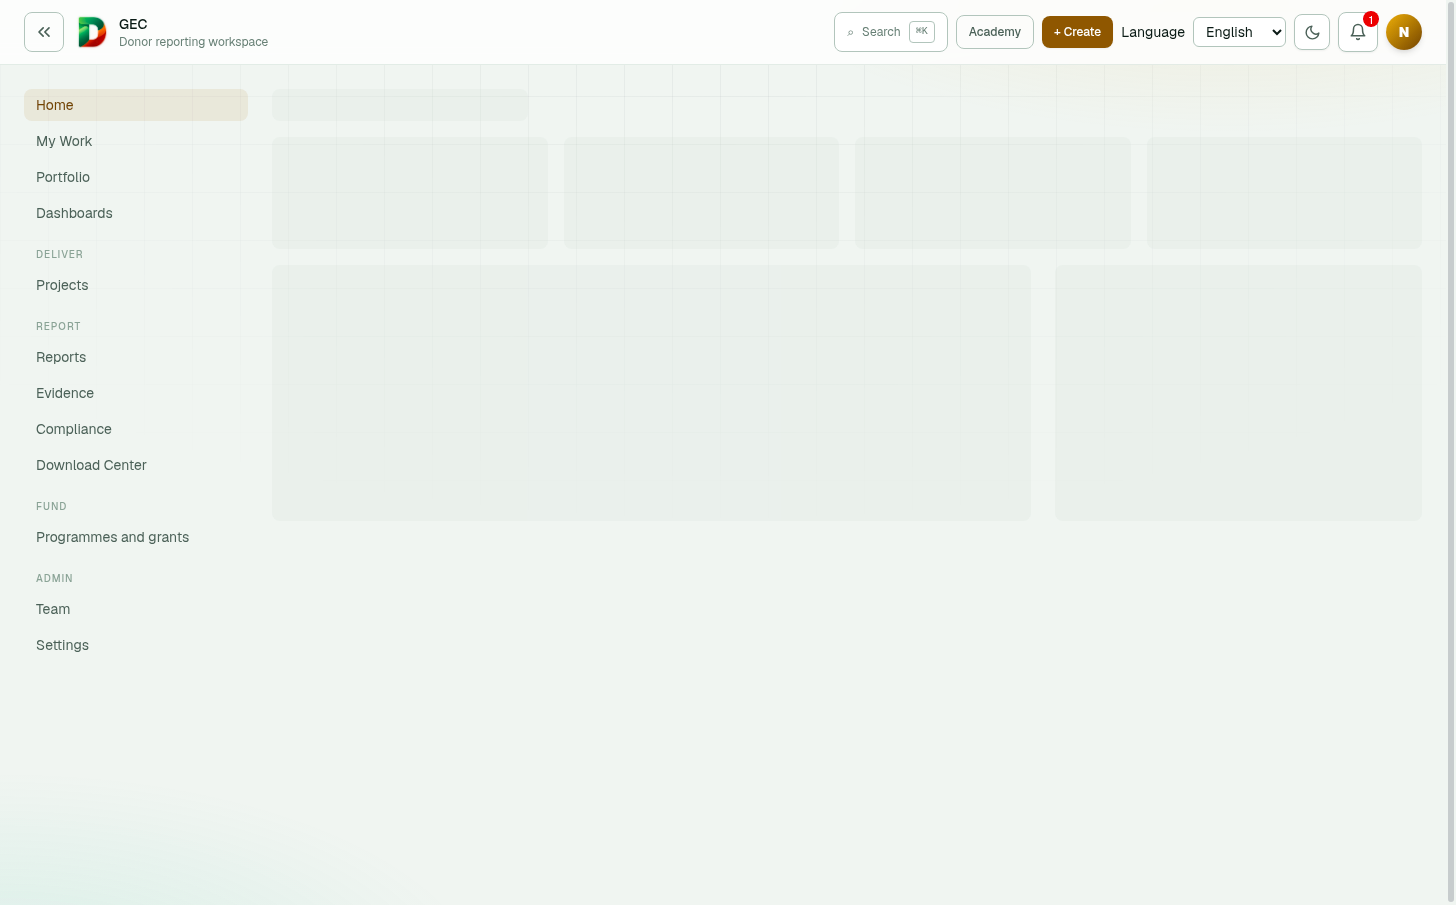 GEC
Donor reporting workspace
Search ⌘K
Academy
+ Create
Language
English
1
N
Home
My Work
Portfolio
Dashboards
DELIVER
Projects
REPORT
Reports
Evidence
Compliance
Download Center
FUND
Programmes and grants
ADMIN
Team
Settings